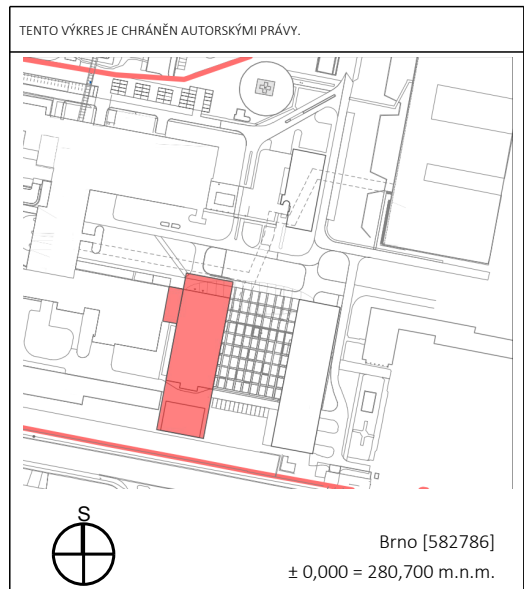 TENTO VÝKRES JE CHRÁNĚN AUTORSKÝMI PRÁVY.
S
Brno [582786]
± 0,000 = 280,700 m.n.m.